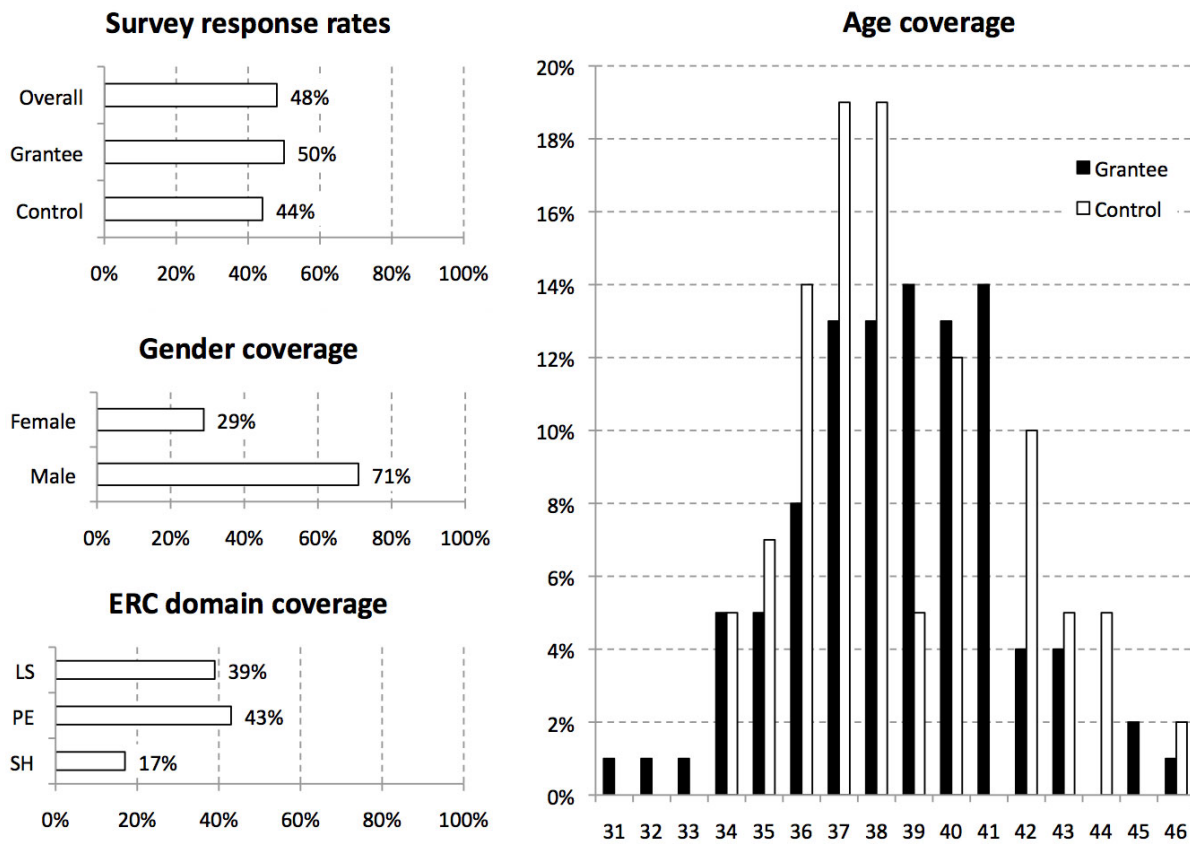 Survey response rates
Overall 48%
Grantee 50%
Control 44%
0% 20% 40% 60% 80% 100%
Gender coverage
Female 29%
Male 71%
0% 20% 40% 60% 80% 100%
ERC domain coverage
LS 39%
PE 43%
SH 17%
0% 20% 40% 60% 80% 100%
Age coverage
20%
18%
16%
14%
12%
10%
8%
6%
4%
2%
0%
Grantee
Control
31 32 33 34 35 36 37 38 39 40 41 42 43 44 45 46